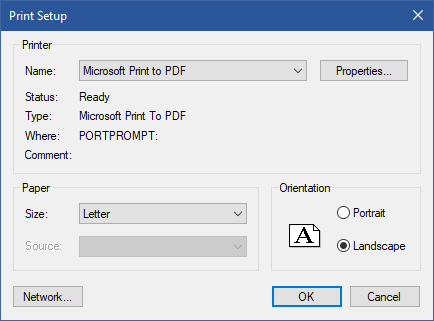 Print Setup
Printer
Name: Microsoft Print to PDF Properties...
Status: Ready
Type: Microsoft Print To PDF
Where: PORTPROMPT:
Comment:
Paper
Size: Letter
Source:
Orientation
A
Portrait
Landscape
Network... OK Cancel